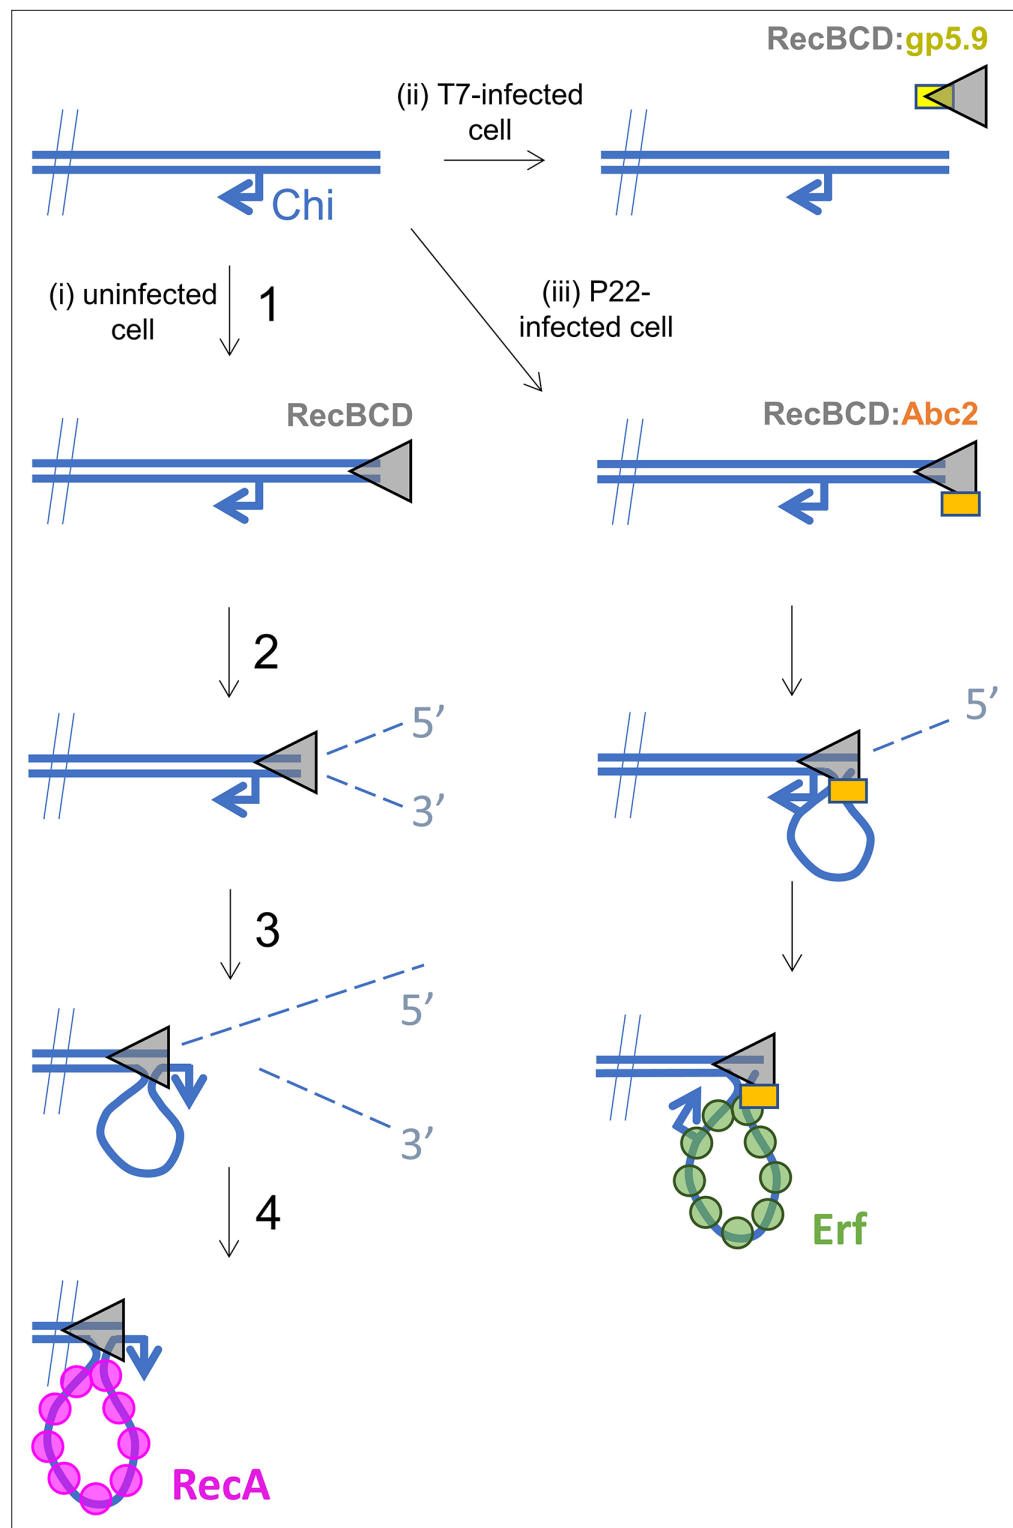 RecBCD:gp5.9
(ii) T7-infected
cell
Chi
(i) uninfected
cell
1
(iii) P22-
infected cell
RecBCD
RecBCD:Abc2
2
5’
3’
5’
3
5’
3’
4
Erf
RecA